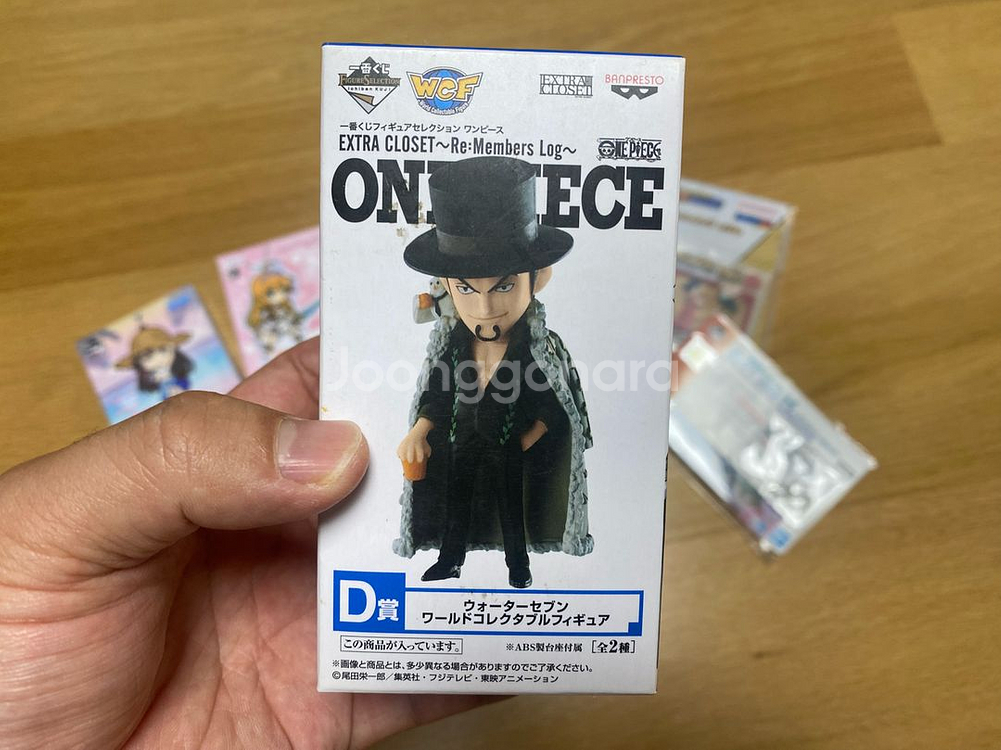 一番くじ
FIGURE SELECTION
ICHIBAN KUJI
WCF
World Collectable Figure
EXTRA
CLOSET
BANPRESTO
一番くじフィギュアセレクション ワンピース
EXTRA CLOSET〜Re:Members Log〜
ONE PIECE
ON IECE
Joonggonara
D賞
ウォーターセブン
ワールドコレクタブルフィギュア
この商品が入っています。
※ABS製台座付属 [全2種]
※画像と商品とは、多少異なる場合がありますのでご了承ください。
©尾田栄一郎／集英社・フジテレビ・東映アニメーション